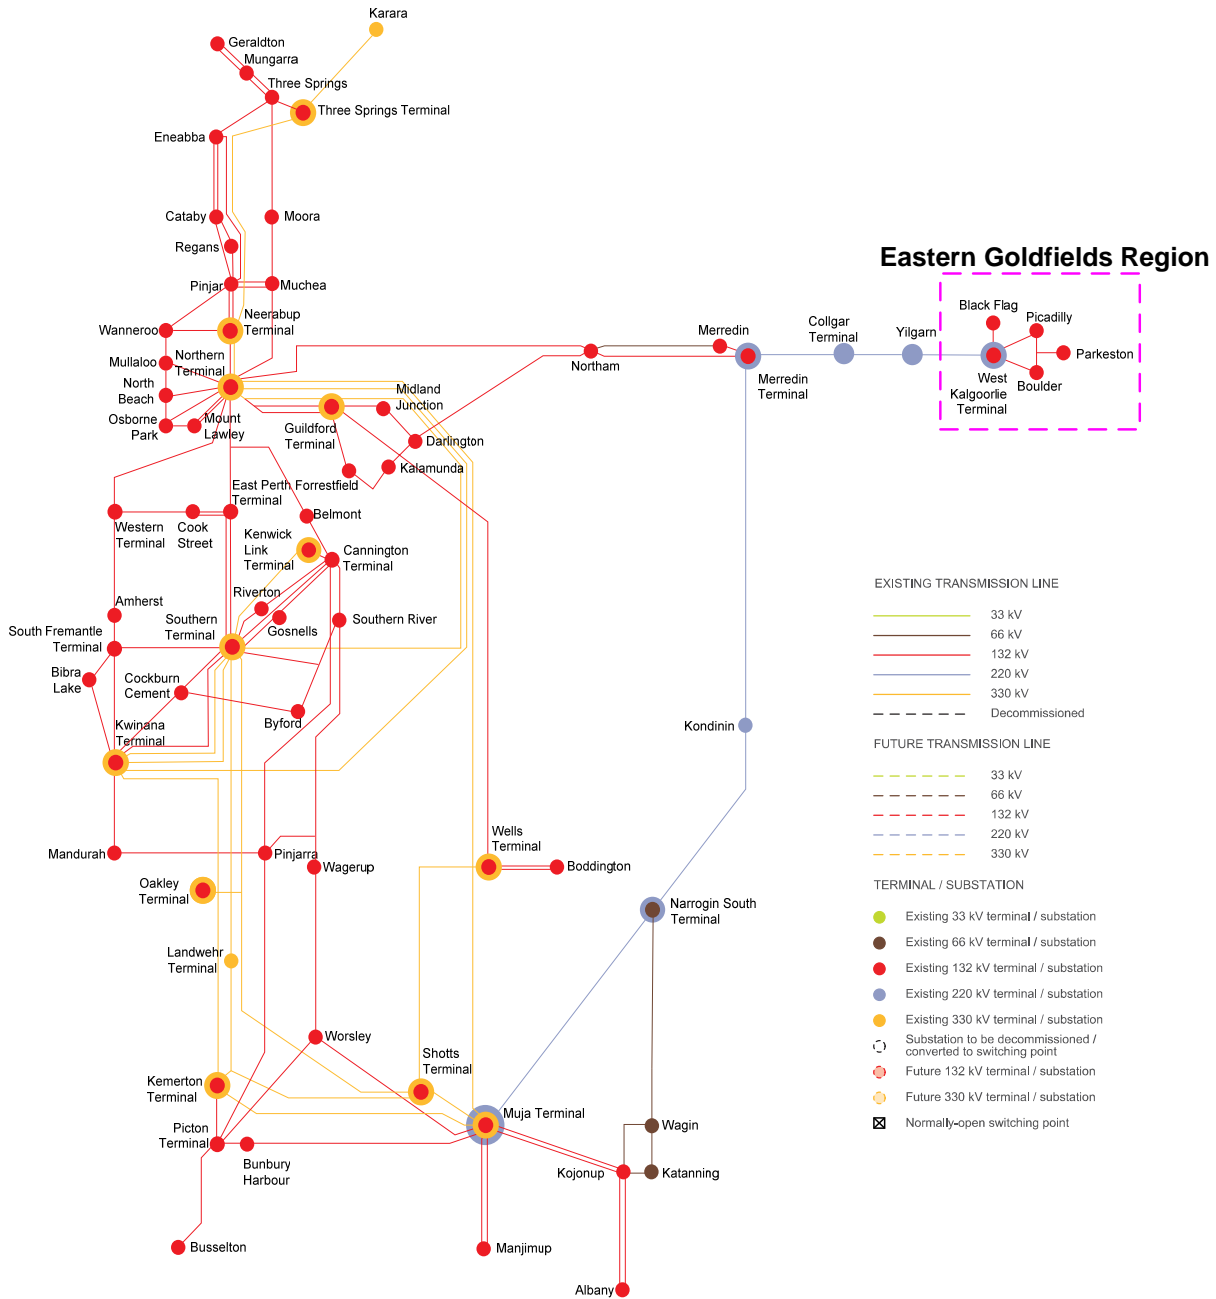 Karara
Geraldton
Mungarra
Three Springs
Three Springs Terminal
Eneabba
Cataby
Moora
Regans
Pinjar
Muchea
Eastern Goldfields Region
Neerabup
Terminal
Wanneroo
Mullaloo
Northern
Terminal
North
Beach
Osborne
Park
Mount
Lawley
Guildford
Terminal
Midland
Junction
Darlington
Kalamunda
Forrestfield
Northam
Merredin
Merredin
Terminal
Collgar
Terminal
Yilgarn
Black Flag
Picadilly
Parkeston
Boulder
West
Kalgoorlie
Terminal
East Perth
Terminal
Western
Terminal
Cook
Street
Belmont
Kenwick
Link
Terminal
Cannington
Terminal
Riverton
Gosnells
Southern River
Amherst
South Fremantle
Terminal
Southern
Terminal
Bibra
Lake
Cockburn
Cement
Byford
Kwinana
Terminal
Kondinin
Mandurah
Pinjarra
Wagerup
Wells
Terminal
Boddington
Oakley
Terminal
Narrogin South
Terminal
Landwehr
Terminal
Worsley
Shotts
Terminal
Kemerton
Terminal
Muja Terminal
Picton
Terminal
Bunbury
Harbour
Wagin
Kojonup
Katanning
Busselton
Manjimup
Albany
EXISTING TRANSMISSION LINE
33 kV
66 kV
132 kV
220 kV
330 kV
Decommissioned
FUTURE TRANSMISSION LINE
33 kV
66 kV
132 kV
220 kV
330 kV
TERMINAL / SUBSTATION
Existing 33 kV terminal / substation
Existing 66 kV terminal / substation
Existing 132 kV terminal / substation
Existing 220 kV terminal / substation
Existing 330 kV terminal / substation
Substation to be decommissioned /
converted to switching point
Future 132 kV terminal / substation
Future 330 kV terminal / substation
Normally-open switching point